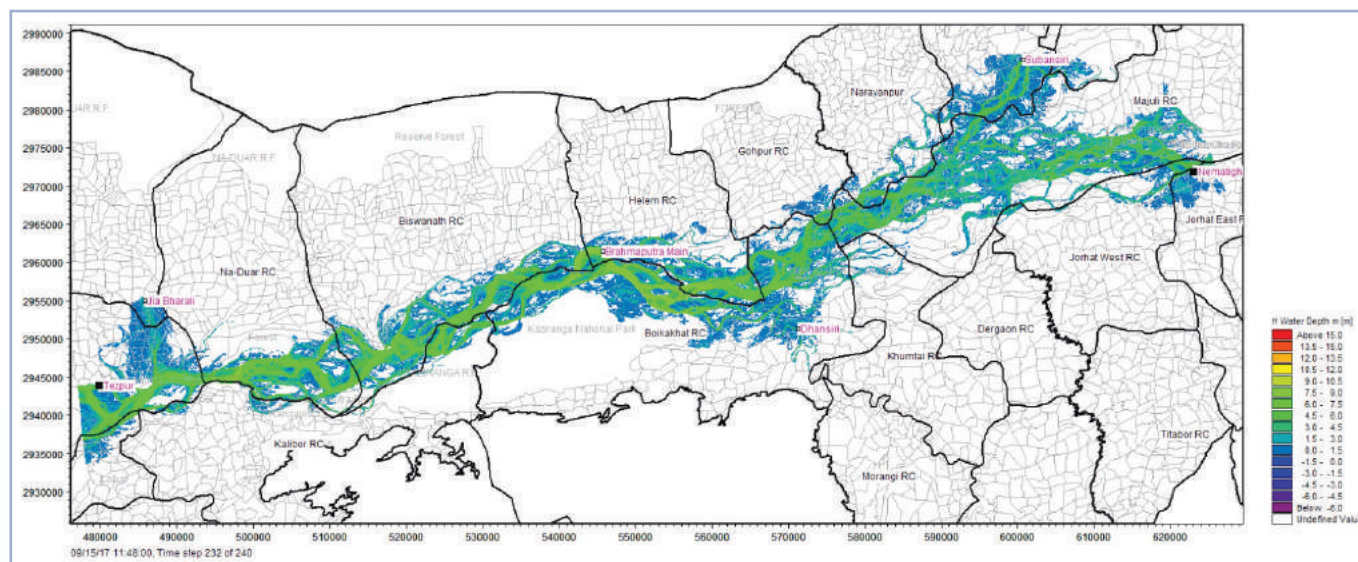 2990000
2985000
2980000
2975000
2970000
2965000
2960000
2955000
2950000
2945000
2940000
2935000
2930000
480000 490000 500000 510000 520000 530000 540000 550000 560000 570000 580000 590000 600000 610000 620000
09/15/17 11:48:00, Time step 232 of 240
Subansiri
Narayanpur
Majuli RC
Reserve Forest
NA-DUAR R.F.
Gohpur RC
Nematigh
Helem RC
Biswanath RC
Jorhat East R
Brahmaputra Main
Jorhat West RC
Na-Duar RC
Jia Bharali
Kaziranga National Park
Boikakhat RC
Dhansiri
Dergaon RC
Forest
Khumtai RC
Tezpur
Kalibor RC
Titabor RC
Morangi RC
H Water Depth m [m]
Above 15.0
13.5 - 15.0
12.0 - 13.5
10.5 - 12.0
9.0 - 10.5
7.5 - 9.0
6.0 - 7.5
4.5 - 6.0
3.0 - 4.5
1.5 - 3.0
0.0 - 1.5
-1.5 - 0.0
-3.0 - -1.5
-4.5 - -3.0
-6.0 - -4.5
Below -6.0
Undefined Valu